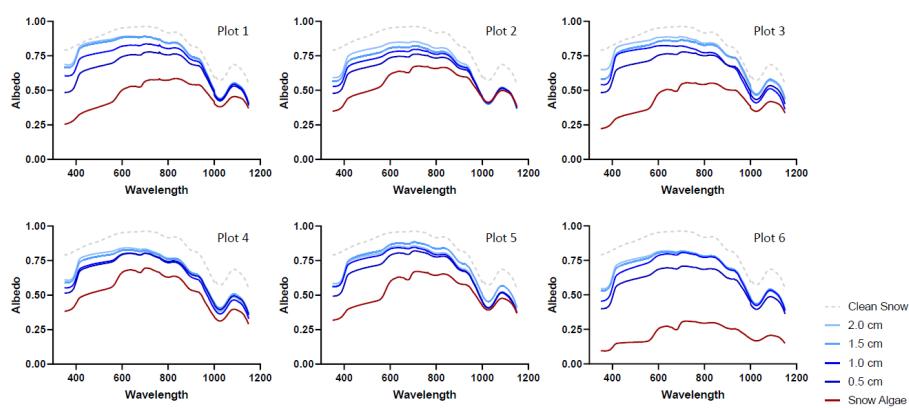 Plot 1
1.00
0.75
0.50
0.25
0.00
Albedo
400 600 800 1000 1200
Wavelength
Plot 2
1.00
0.75
0.50
0.25
0.00
Albedo
400 600 800 1000 1200
Wavelength
Plot 3
1.00
0.75
0.50
0.25
0.00
Albedo
400 600 800 1000 1200
Wavelength
Plot 4
1.00
0.75
0.50
0.25
0.00
Albedo
400 600 800 1000 1200
Wavelength
Plot 5
1.00
0.75
0.50
0.25
0.00
Albedo
400 600 800 1000 1200
Wavelength
Plot 6
1.00
0.75
0.50
0.25
0.00
Albedo
400 600 800 1000 1200
Wavelength
Clean Snow
2.0 cm
1.5 cm
1.0 cm
0.5 cm
Snow Algae